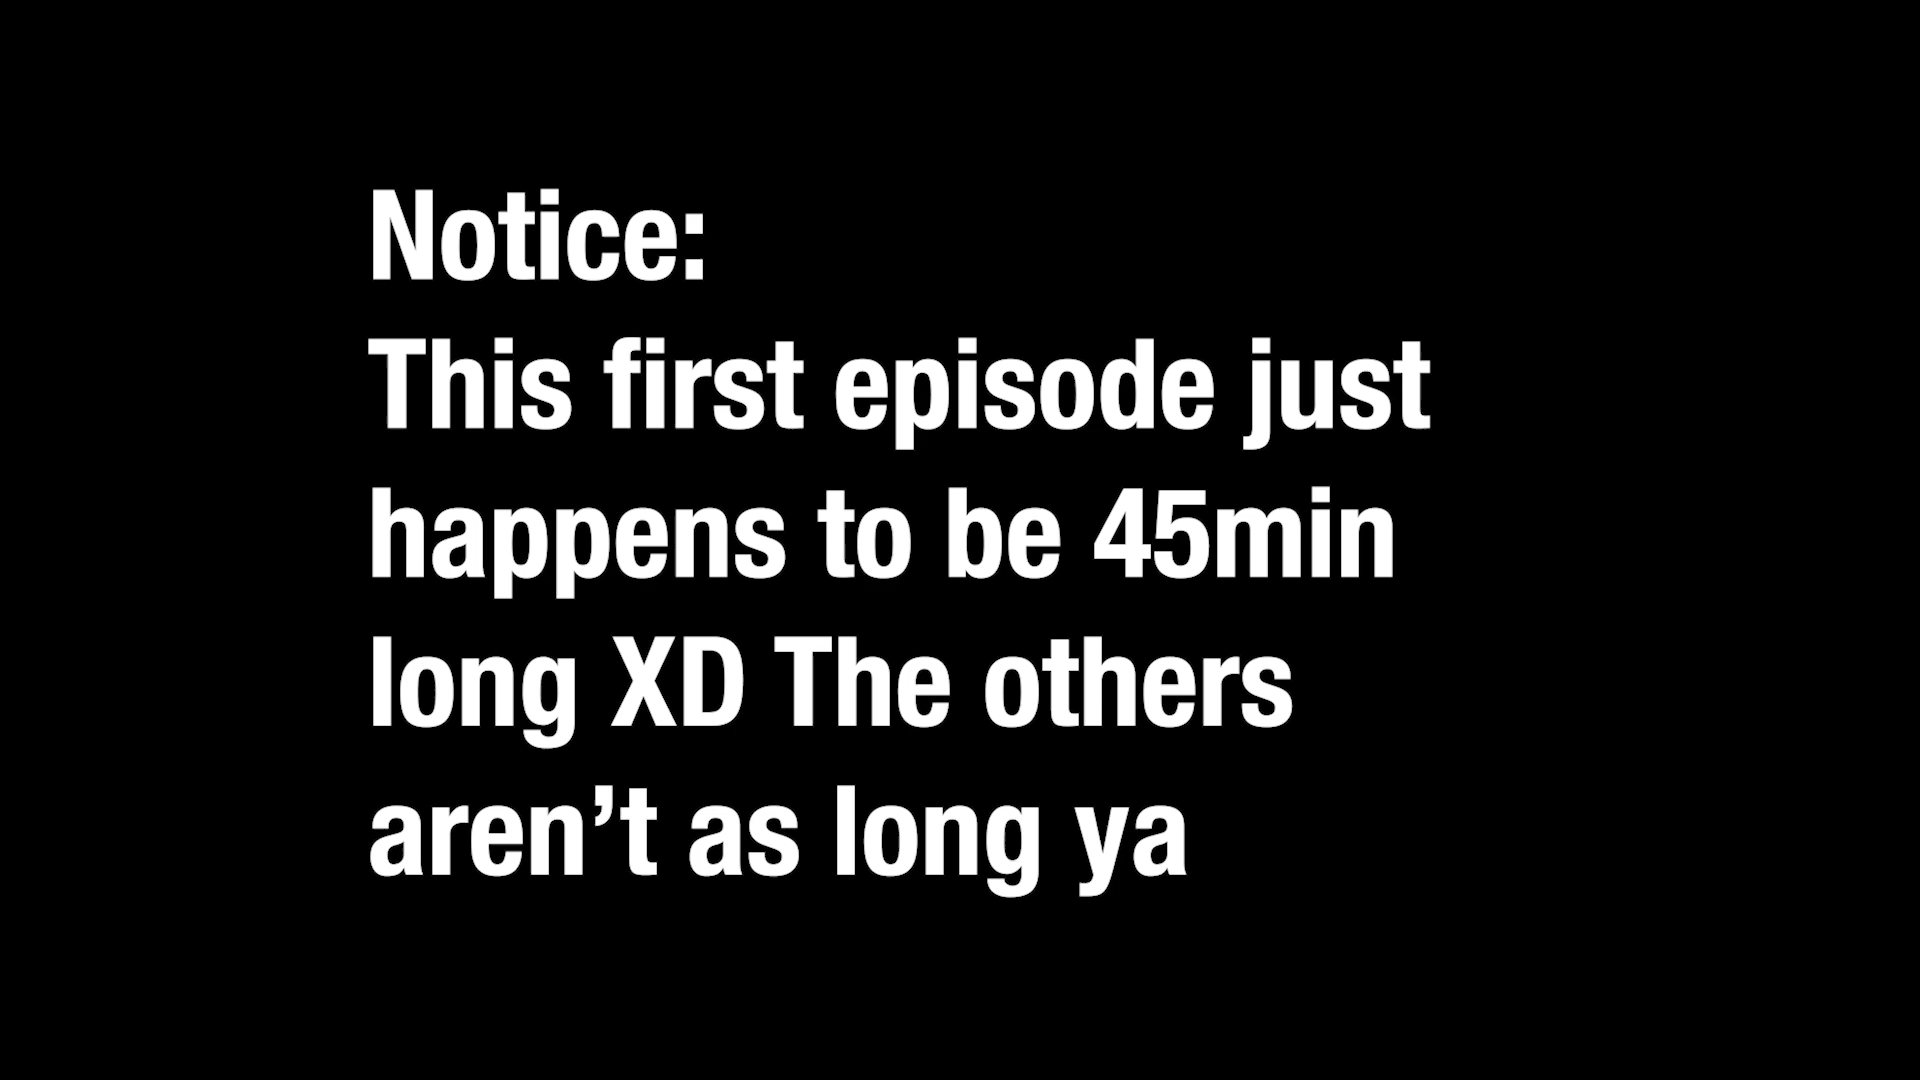 Notice:
This first episode just
happens to be 45min
long XD The others
aren’t as long ya